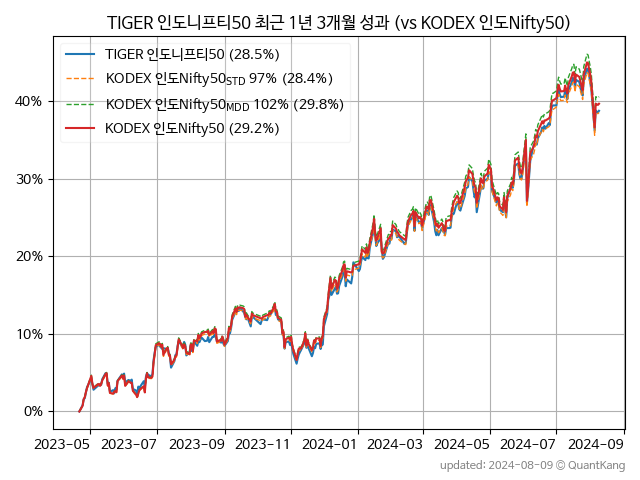 TIGER 인도니프티50 최근 1년 3개월 성과 (vs KODEX 인도Nifty50)
TIGER 인도니프티50 (28.5%)
KODEX 인도Nifty50STD 97% (28.4%)
KODEX 인도Nifty50MDD 102% (29.8%)
KODEX 인도Nifty50 (29.2%)
40%
30%
20%
10%
0%
2023-05 2023-07 2023-09 2023-11 2024-01 2024-03 2024-05 2024-07 2024-09
updated: 2024-08-09 © QuantKang